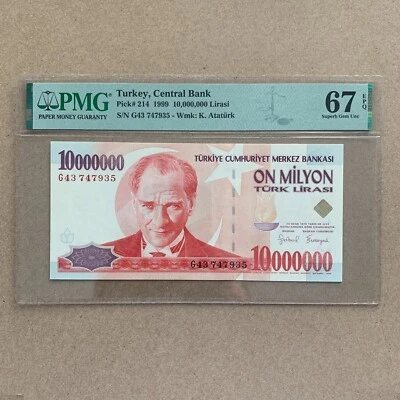 PMG
PAPER MONEY GUARANTY
Turkey, Central Bank
Pick# 214 1999 10,000,000 Lirasi
S/N G43 747935 - Wmk: K. Atatürk
67 EPQ
Superb Gem Unc
10000000
G43 747935
TÜRKİYE CUMHURİYET MERKEZ BANKASI
ON MİLYON
TÜRK LİRASI
G43 747935
10000000